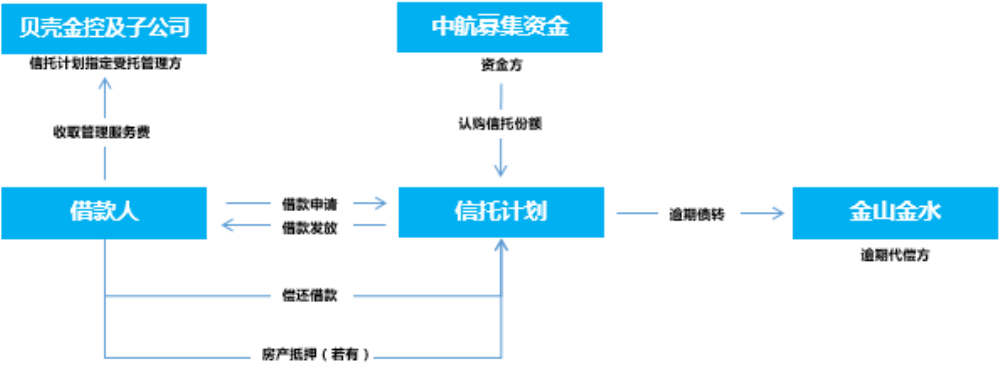 贝壳金控及子公司
中航募集资金
信托计划指定受托管理方
资金方
收取管理服务费
认购信托份额
借款人
借款申请
借款发放
信托计划
逾期债转
金山金水
逾期代偿方
偿还借款
房产抵押（若有）